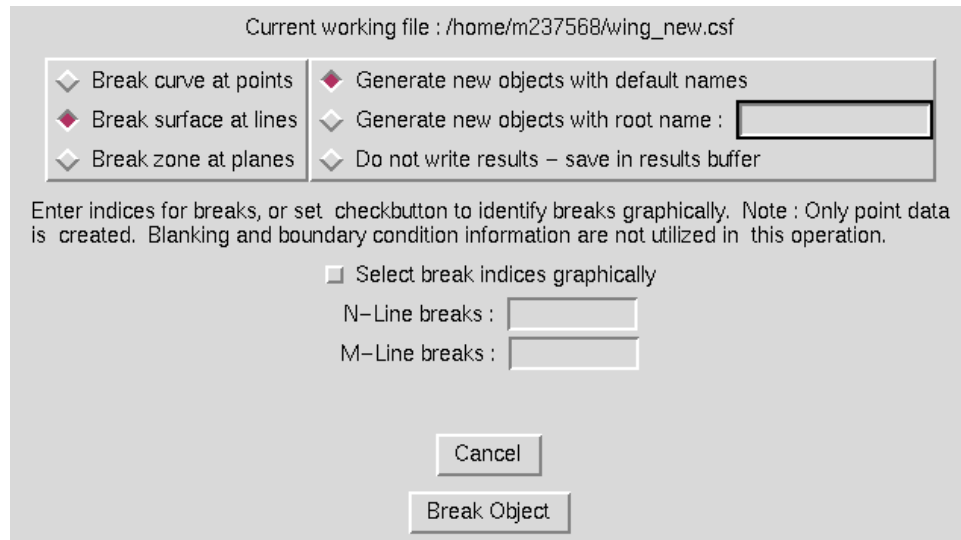 Current working file : /home/m237568/wing_new.csf
Break curve at points
Break surface at lines
Break zone at planes
Generate new objects with default names
Generate new objects with root name :
Do not write results – save in results buffer
Enter indices for breaks, or set checkbutton to identify breaks graphically. Note : Only point data
is created. Blanking and boundary condition information are not utilized in this operation.
Select break indices graphically
N–Line breaks :
M–Line breaks :
Cancel
Break Object